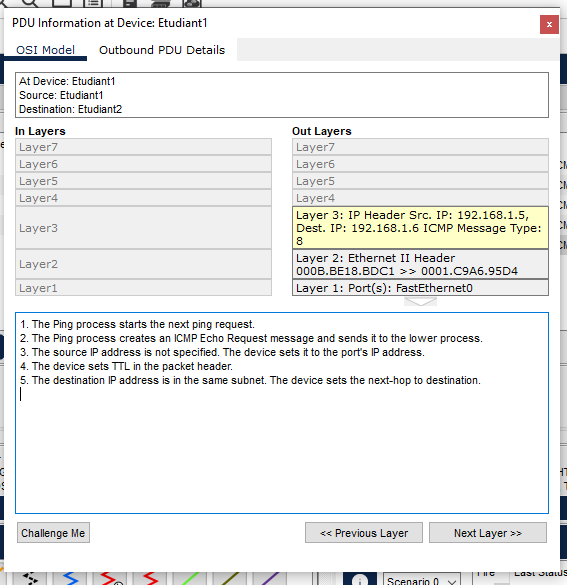 PDU Information at Device: Etudiant1
x
OSI Model
Outbound PDU Details
At Device: Etudiant1
Source: Etudiant1
Destination: Etudiant2
In Layers
Out Layers
Layer7
Layer7
Layer6
Layer6
Layer5
Layer5
Layer4
Layer4
Layer3
Layer 3: IP Header Src. IP: 192.168.1.5,
Dest. IP: 192.168.1.6 ICMP Message Type:
8
Layer2
Layer 2: Ethernet II Header
000B.BE18.BDC1 >> 0001.C9A6.95D4
Layer1
Layer 1: Port(s): FastEthernet0
1. The Ping process starts the next ping request.
2. The Ping process creates an ICMP Echo Request message and sends it to the lower process.
3. The source IP address is not specified. The device sets it to the port's IP address.
4. The device sets TTL in the packet header.
5. The destination IP address is in the same subnet. The device sets the next-hop to destination.
Challenge Me
<< Previous Layer
Next Layer >>
Scenario 0
Fire
Last Status